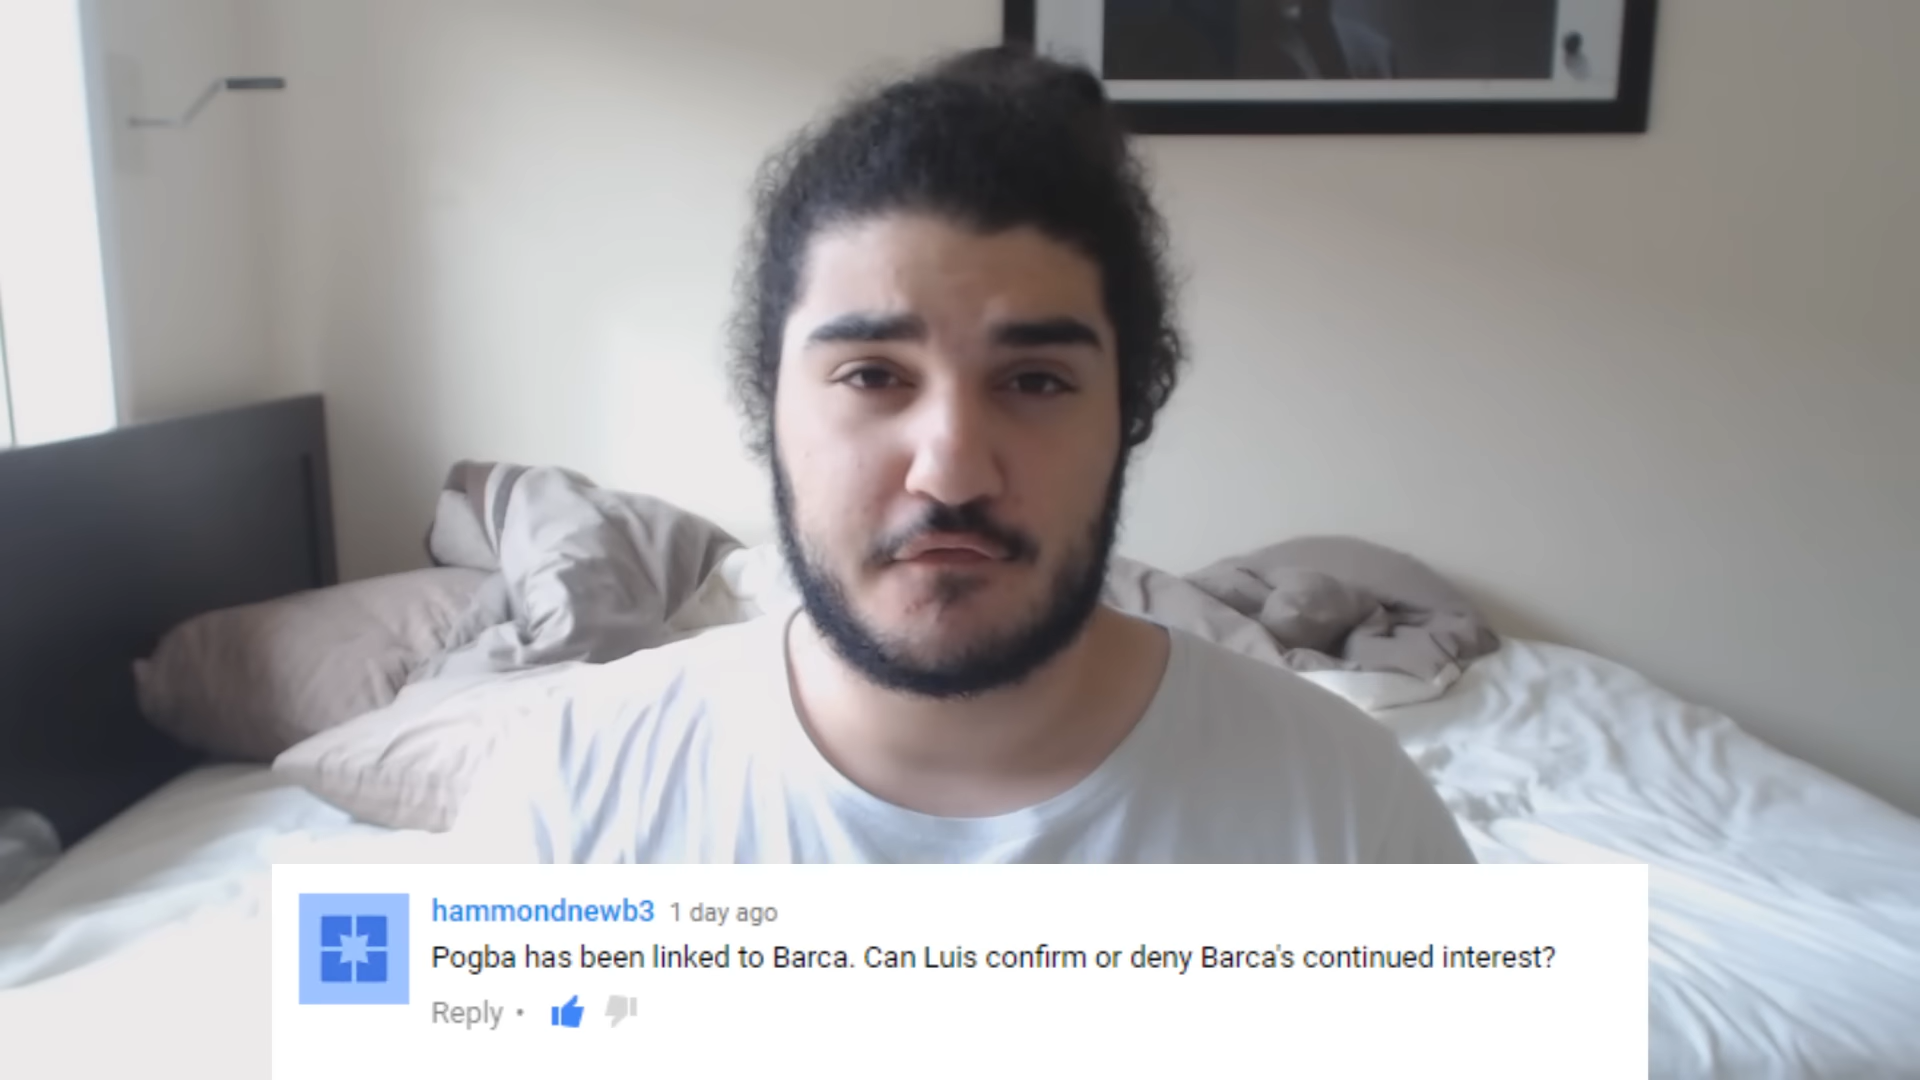 hammondnewb3 1 day ago
Pogba has been linked to Barca. Can Luis confirm or deny Barca's continued interest?
Reply •